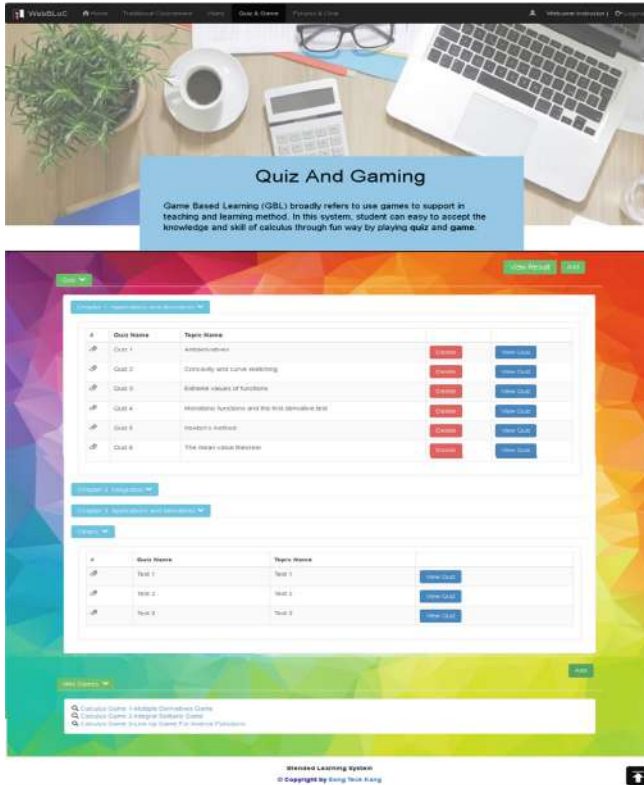 WebBLoC Home Traditional Classroom Video Quiz & Game Forums & Chat Welcome Instructor |
Quiz And Gaming
Game Based Learning (GBL) broadly refers to use games to support in
teaching and learning method. In this system, student can easy to accept the
knowledge and skill of calculus through fun way by playing quiz and game.
View Result Add
Quiz
Chapter 1: Applications and derivatives
# Quiz Name Topic Name
Quiz 1 Antiderivatives Delete View Quiz
Quiz 2 Concavity and curve sketching Delete View Quiz
Quiz 3 Extreme values of functions Delete View Quiz
Quiz 4 Monotonic functions and the first derivative test Delete View Quiz
Quiz 5 Newton's method Delete View Quiz
Quiz 6 The mean value theorem Delete View Quiz
Chapter 2: Integration
Chapter 3: Applications and derivatives
Others
# Quiz Name Topic Name
Test 1 Test 1 View Quiz
Test 2 Test 2 View Quiz
Test 3 Test 3 View Quiz
Add
Mini Games
Calculus Game 1-Multiple Derivatives Game
Calculus Game 2-Integral Solitaire Game
Calculus Game 3-Link Up Game For Inverse Functions
Blended Learning System
© Copyright by Eong Teck Kang